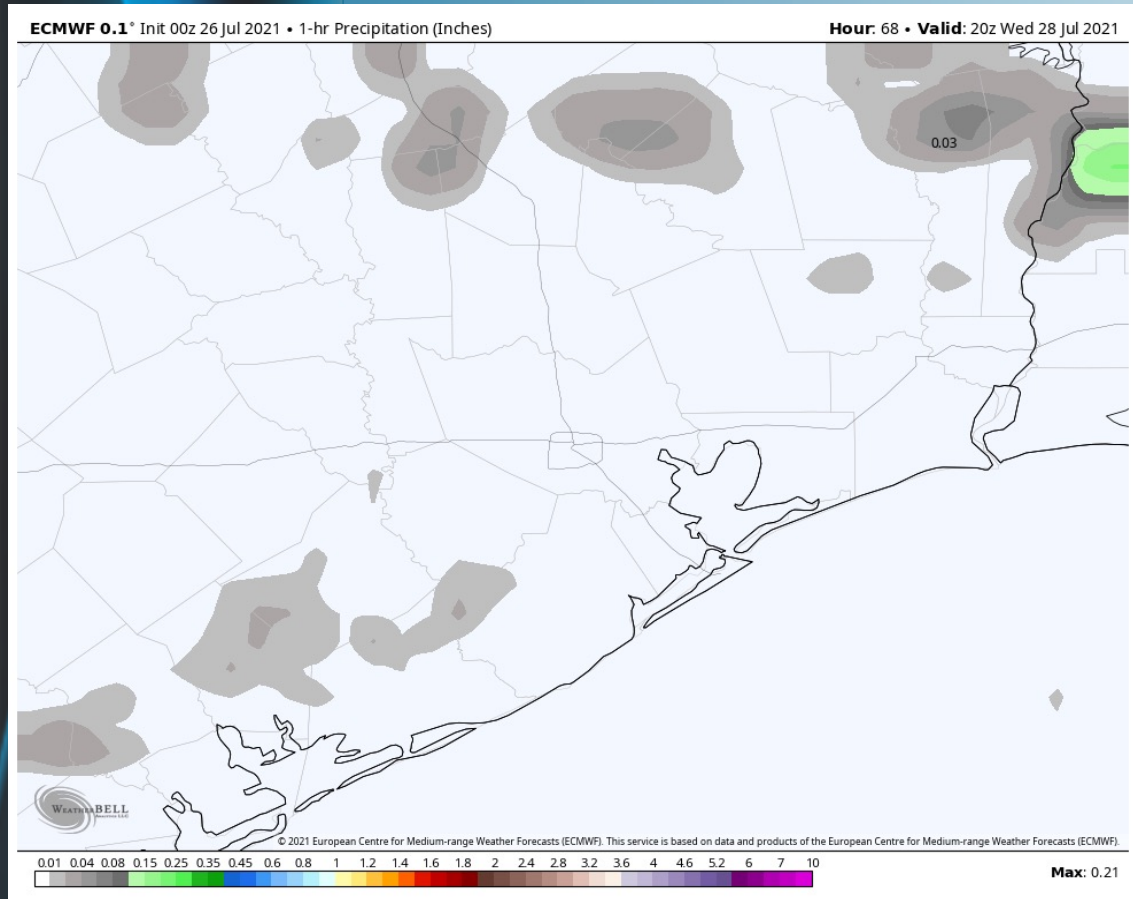 ECMWF 0.1° Init 00z 26 Jul 2021 • 1-hr Precipitation (Inches)
Hour: 68 • Valid: 20z Wed 28 Jul 2021
0.03
WEATHERBELL
© 2021 European Centre for Medium-range Weather Forecasts (ECMWF). This service is based on data and products of the European Centre for Medium-range Weather Forecasts (ECMWF).
0.01 0.04 0.08 0.15 0.25 0.35 0.45 0.6 0.8 1 1.2 1.4 1.6 1.8 2 2.4 2.8 3.2 3.6 4 4.6 5.2 6 7 10
Max: 0.21